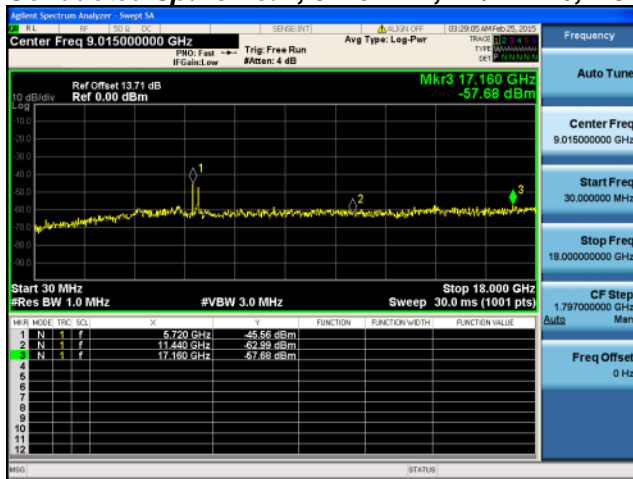 Agilent Spectrum Analyzer - Swept SA
RL RF 50 Ω DC SENSE:INT ALIGN OFF 03:29:05 AM Feb 25, 2015
Center Freq 9.015000000 GHz
PNO: Fast
IFGain:Low
Trig: Free Run
#Atten: 4 dB
Avg Type: Log-Pwr
TRACE 1 2 3 4 5 6
TYPE
DET P N N N N N
Mkr3 17.160 GHz
-57.68 dBm
Ref Offset 13.71 dB
10 dB/div Ref 0.00 dBm
Log
-10.0
-20.0
-30.0
-40.0
-50.0
-60.0
-70.0
-80.0
-90.0
1
2
3
Start 30 MHz Stop 18.000 GHz
#Res BW 1.0 MHz #VBW 3.0 MHz Sweep 30.0 ms (1001 pts)
MKR MODE TRC SCL X Y FUNCTION FUNCTION WIDTH FUNCTION VALUE
1 N 1 f 5.720 GHz -45.56 dBm
2 N 1 f 11.440 GHz -62.99 dBm
3 N 1 f 17.160 GHz -57.68 dBm
4
5
6
7
8
9
10
11
12
MSG STATUS
Frequency
Auto Tune
Center Freq
9.015000000 GHz
Start Freq
30.000000 MHz
Stop Freq
18.000000000 GHz
CF Step
1.797000000 GHz
Auto Man
Freq Offset
0 Hz